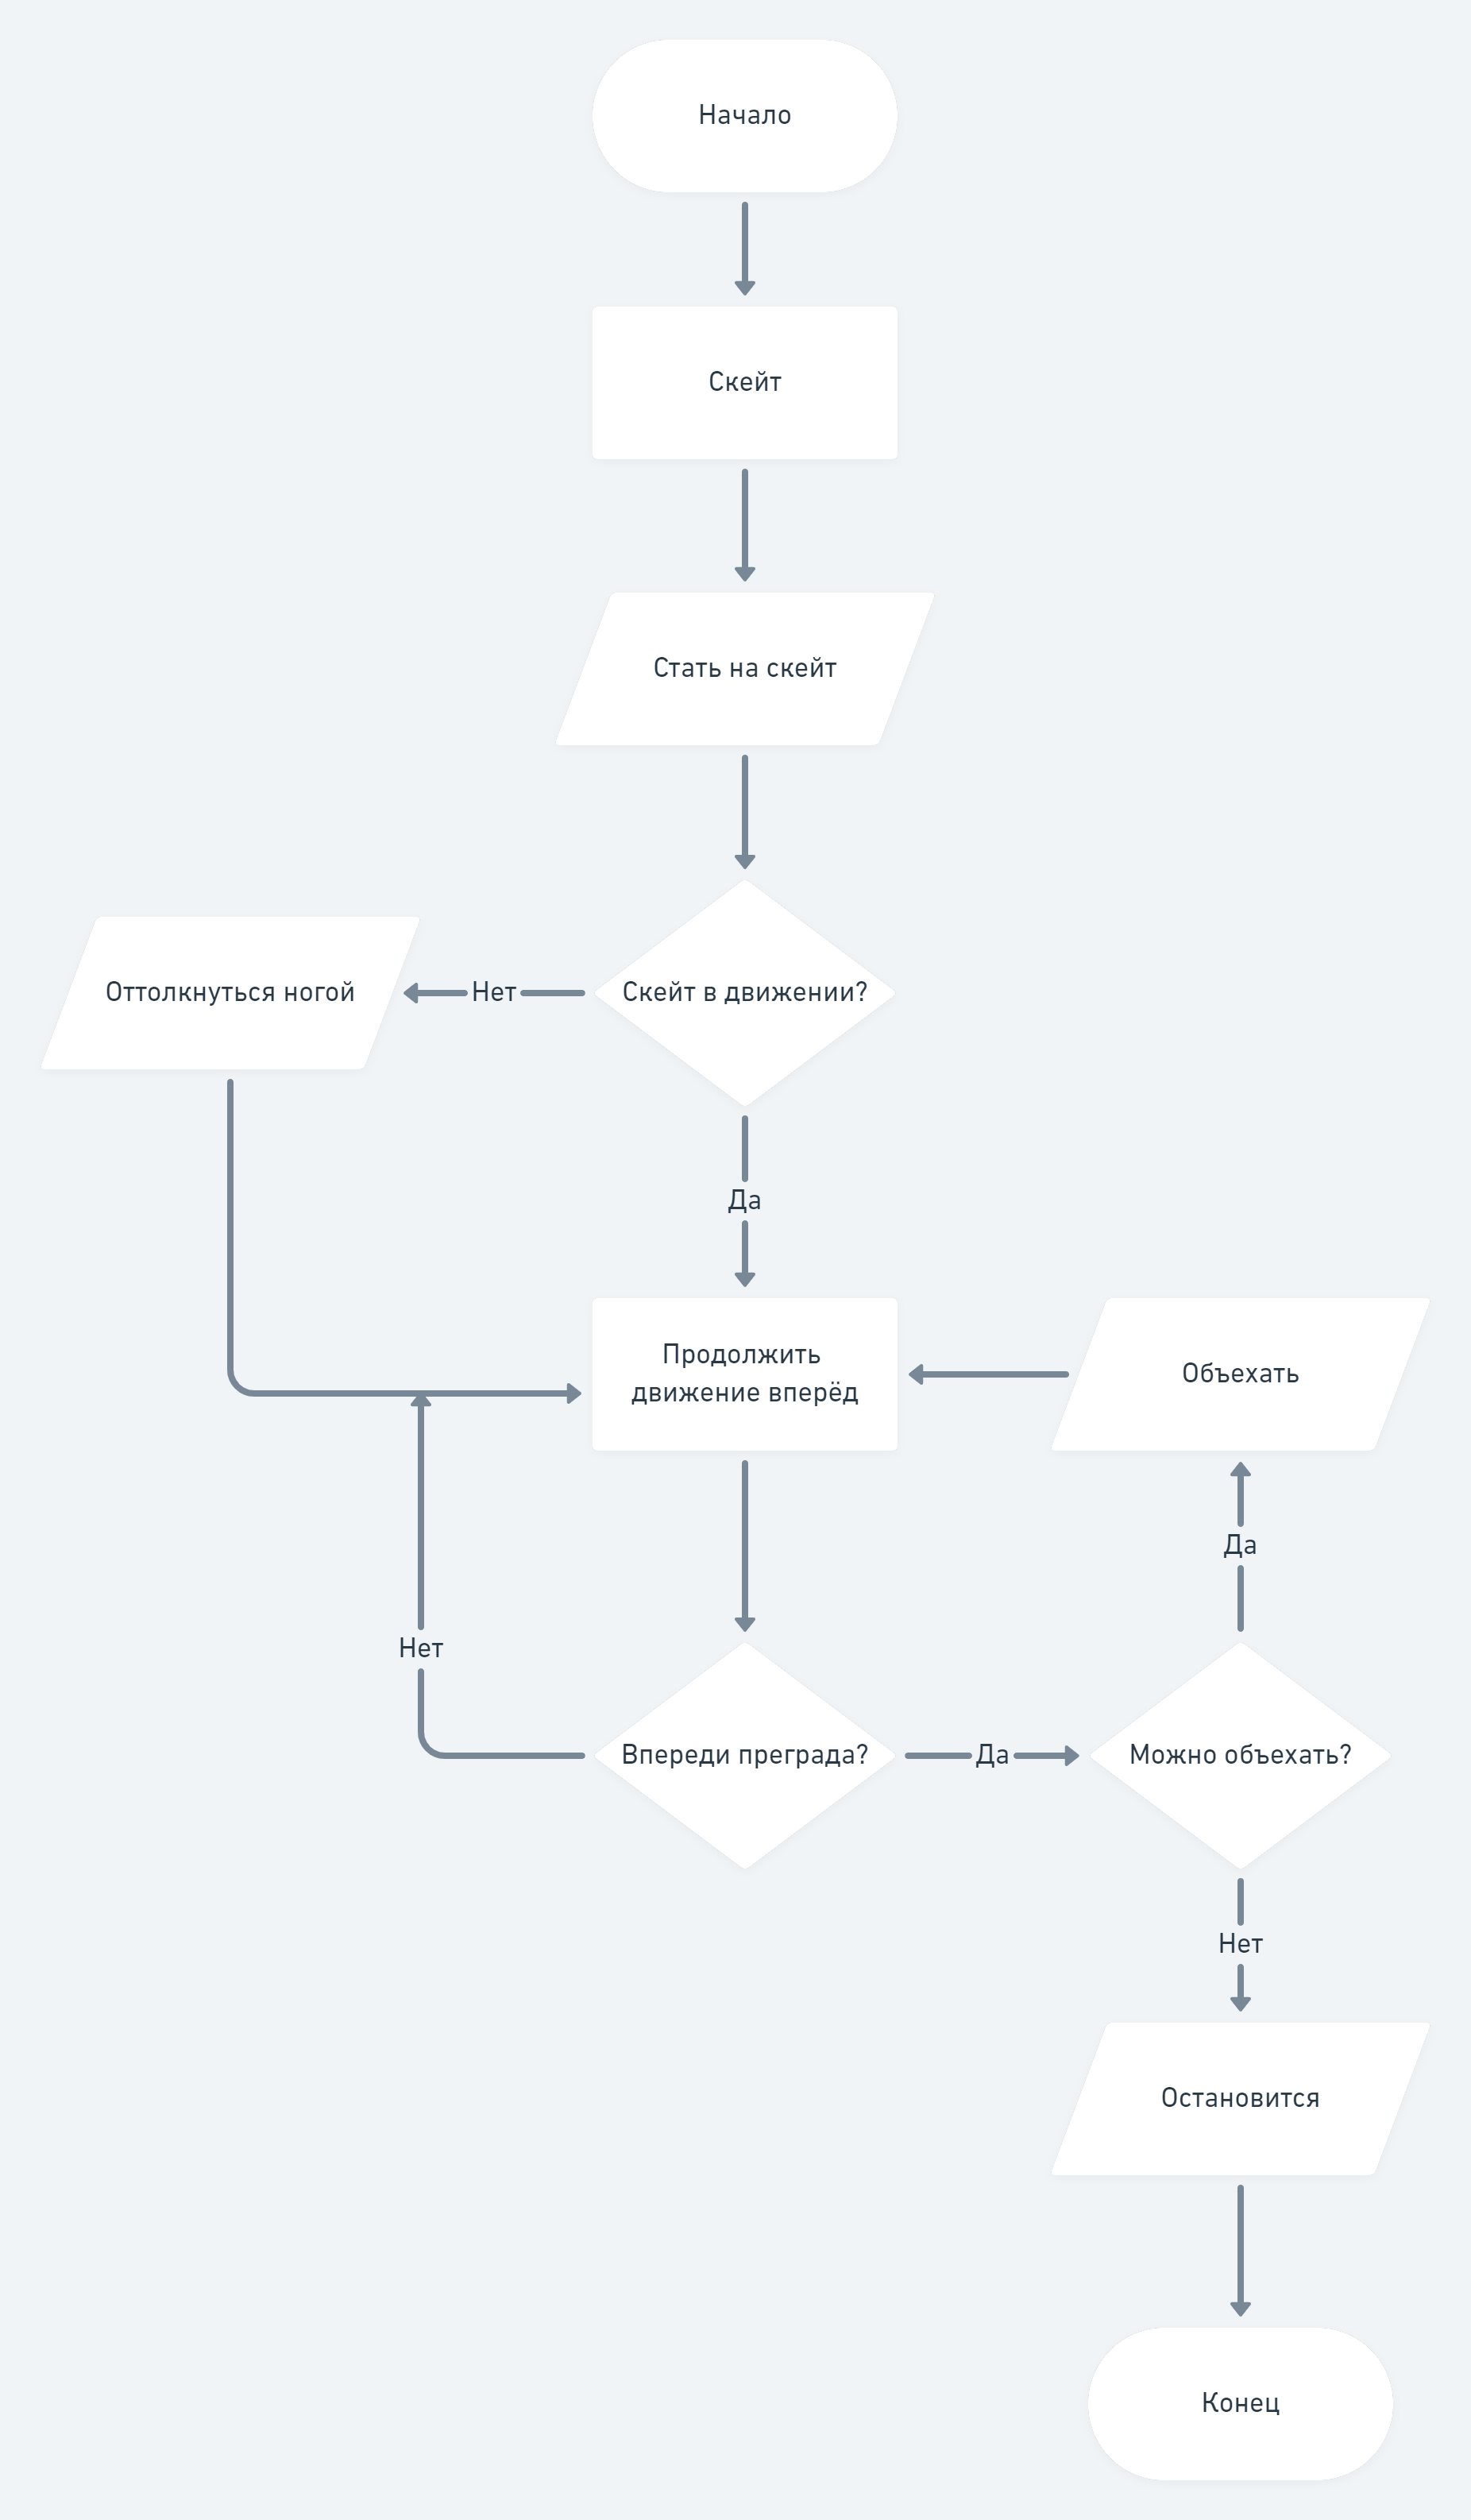 Начало
Скейт
Стать на скейт
Оттолкнуться ногой
Нет
Скейт в движении?
Да
Продолжить
движение вперёд
Объехать
Да
Нет
Впереди преграда?
Да
Можно объехать?
Нет
Остановится
Конец